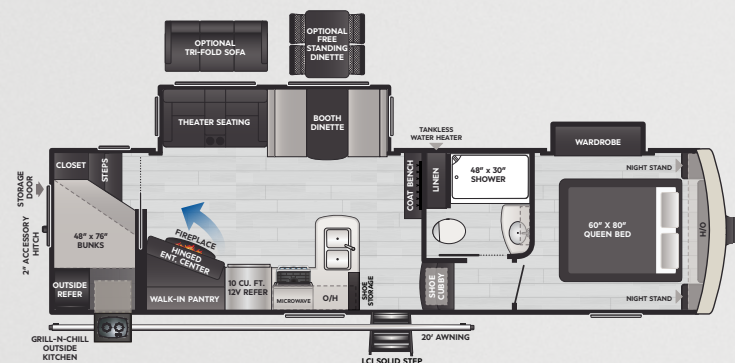 OPTIONAL
TRI-FOLD SOFA
OPTIONAL
FREE
STANDING
DINETTE
THEATER SEATING
BOOTH
DINETTE
TANKLESS
WATER HEATER
WARDROBE
CLOSET
STEPS
STORAGE
DOOR
2" ACCESSORY
HITCH
48" x 76"
BUNKS
FIREPLACE
HINGED
ENT. CENTER
COAT BENCH
LINEN
48" x 30"
SHOWER
NIGHT STAND
60" X 80"
QUEEN BED
H/O
NIGHT STAND
OUTSIDE
REFER
WALK-IN PANTRY
10 CU. FT.
12V REFER
MICROWAVE
O/H
SHOE
STORAGE
SHOE
CUBBY
GRILL-N-CHILL
OUTSIDE
KITCHEN
20' AWNING
LCI SOLID STEP